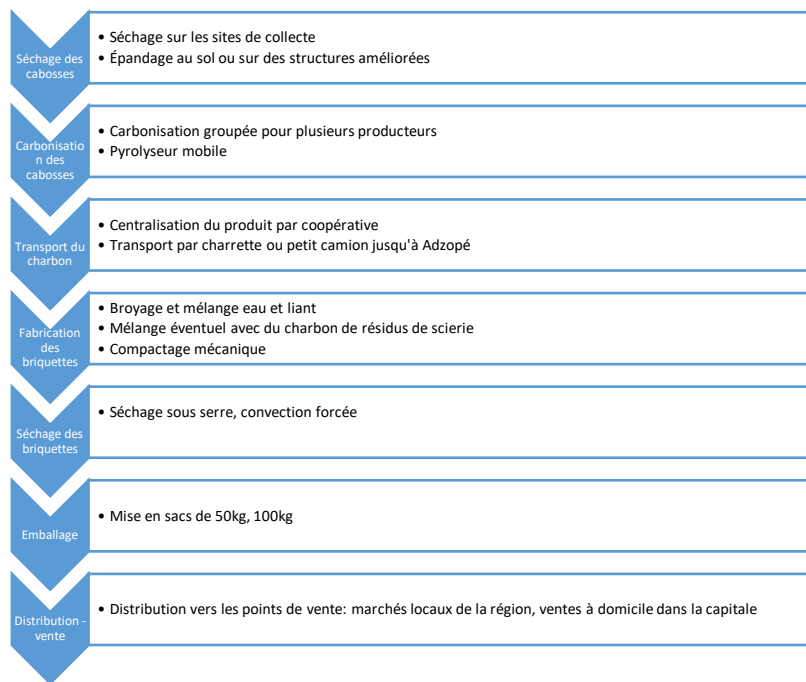 Séchage des
cabosses
• Séchage sur les sites de collecte
• Épandage au sol ou sur des structures améliorées
Carbonisatio
n des
cabosses
• Carbonisation groupée pour plusieurs producteurs
• Pyrolyseur mobile
Transport du
charbon
• Centralisation du produit par coopérative
• Transport par charrette ou petit camion jusqu'à Adzopé
Fabrication
des
briquettes
• Broyage et mélange eau et liant
• Mélange éventuel avec du charbon de résidus de scierie
• Compactage mécanique
Séchage des
briquettes
• Séchage sous serre, convection forcée
Emballage
• Mise en sacs de 50kg, 100kg
Distribution -
vente
• Distribution vers les points de vente: marchés locaux de la région, ventes à domicile dans la capitale